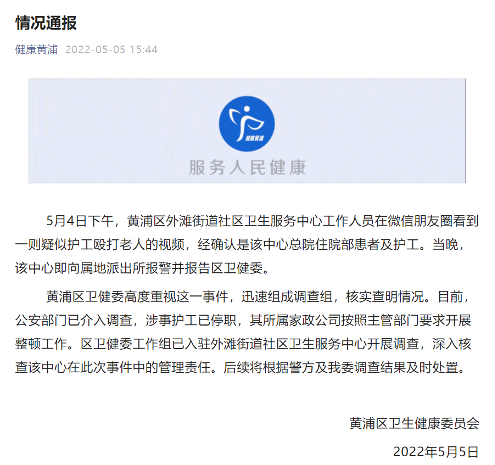 情况通报
健康黄浦 2022-05-05 15:44
健康黄浦
服务人民健康
5月4日下午，黄浦区外滩街道社区卫生服务中心工作人员在微信朋友圈看到
一则疑似护工殴打老人的视频，经确认是该中心总院住院部患者及护工。当晚，
该中心即向属地派出所报警并报告区卫健委。
黄浦区卫健委高度重视这一事件，迅速组成调查组，核实查明情况。目前，
公安部门已介入调查，涉事护工已停职，其所属家政公司按照主管部门要求开展
整顿工作。区卫健委工作组已入驻外滩街道社区卫生服务中心开展调查，深入核
查该中心在此次事件中的管理责任。后续将根据警方及我委调查结果及时处置。
黄浦区卫生健康委员会
2022年5月5日